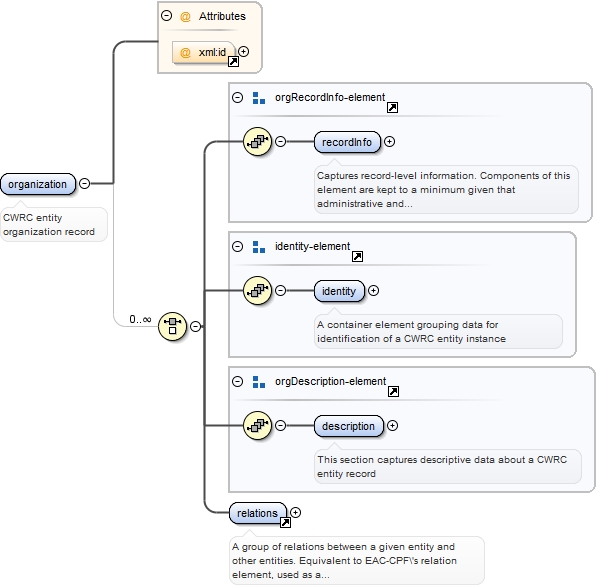 Attributes
@ xml:id
orgRecordInfo-element
recordInfo
Captures record-level information. Components of this
element are kept to a minimum given that
administrative and...
organization
CWRC entity
organization record
identity-element
identity
0..∞
A container element grouping data for
identification of a CWRC entity instance
orgDescription-element
description
This section captures descriptive data about a CWRC
entity record
relations
A group of relations between a given entity and
other entities. Equivalent to EAC-CPF\'s relation
element, used as a...